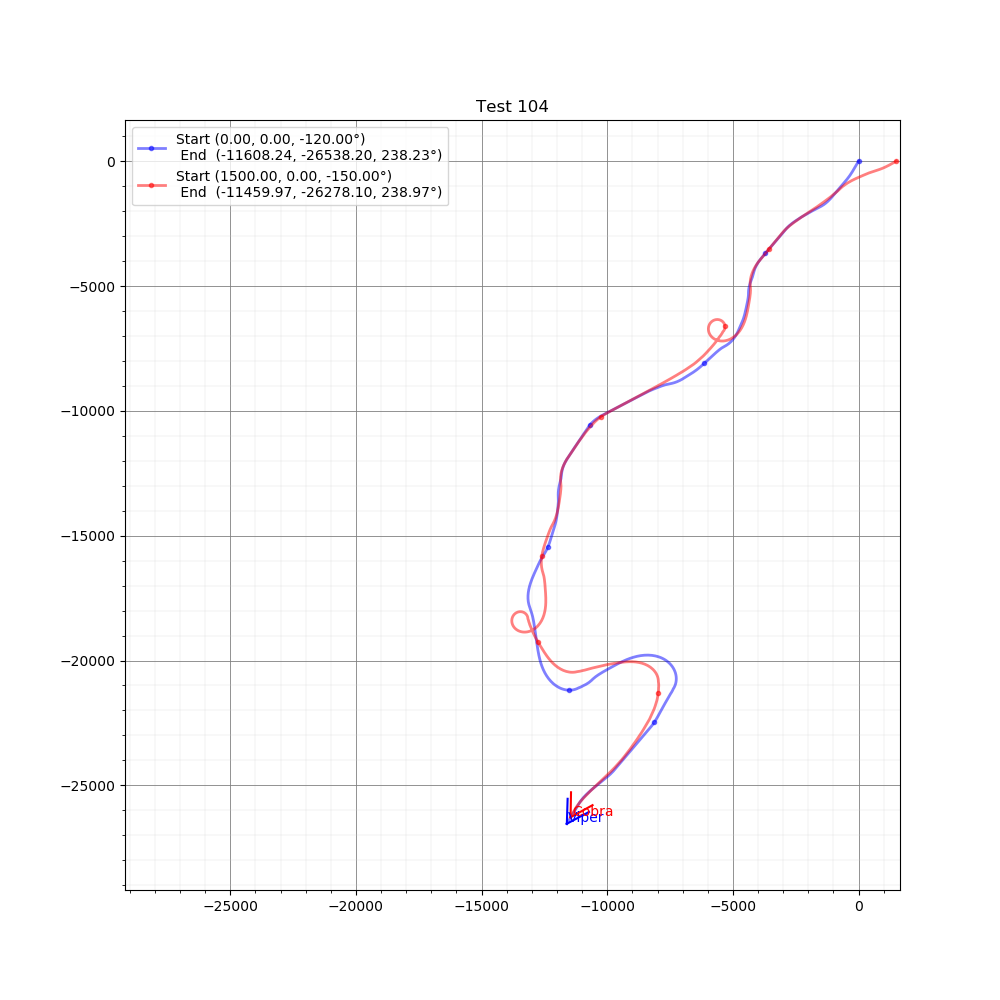 Test 104
Start (0.00, 0.00, -120.00°)
End (-11608.24, -26538.20, 238.23°)
Start (1500.00, 0.00, -150.00°)
End (-11459.97, -26278.10, 238.97°)
0
−5000
−10000
−15000
−20000
−25000
Cobra
Viper
−25000 −20000 −15000 −10000 −5000 0